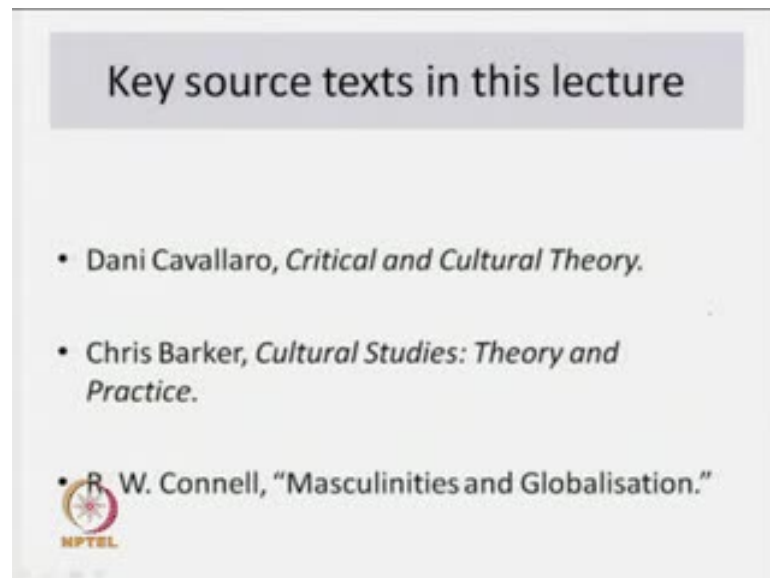 Key source texts in this lecture
• Dani Cavallaro, Critical and Cultural Theory.
• Chris Barker, Cultural Studies: Theory and
Practice.
• R. W. Connell, “Masculinities and Globalisation.”
NPTEL